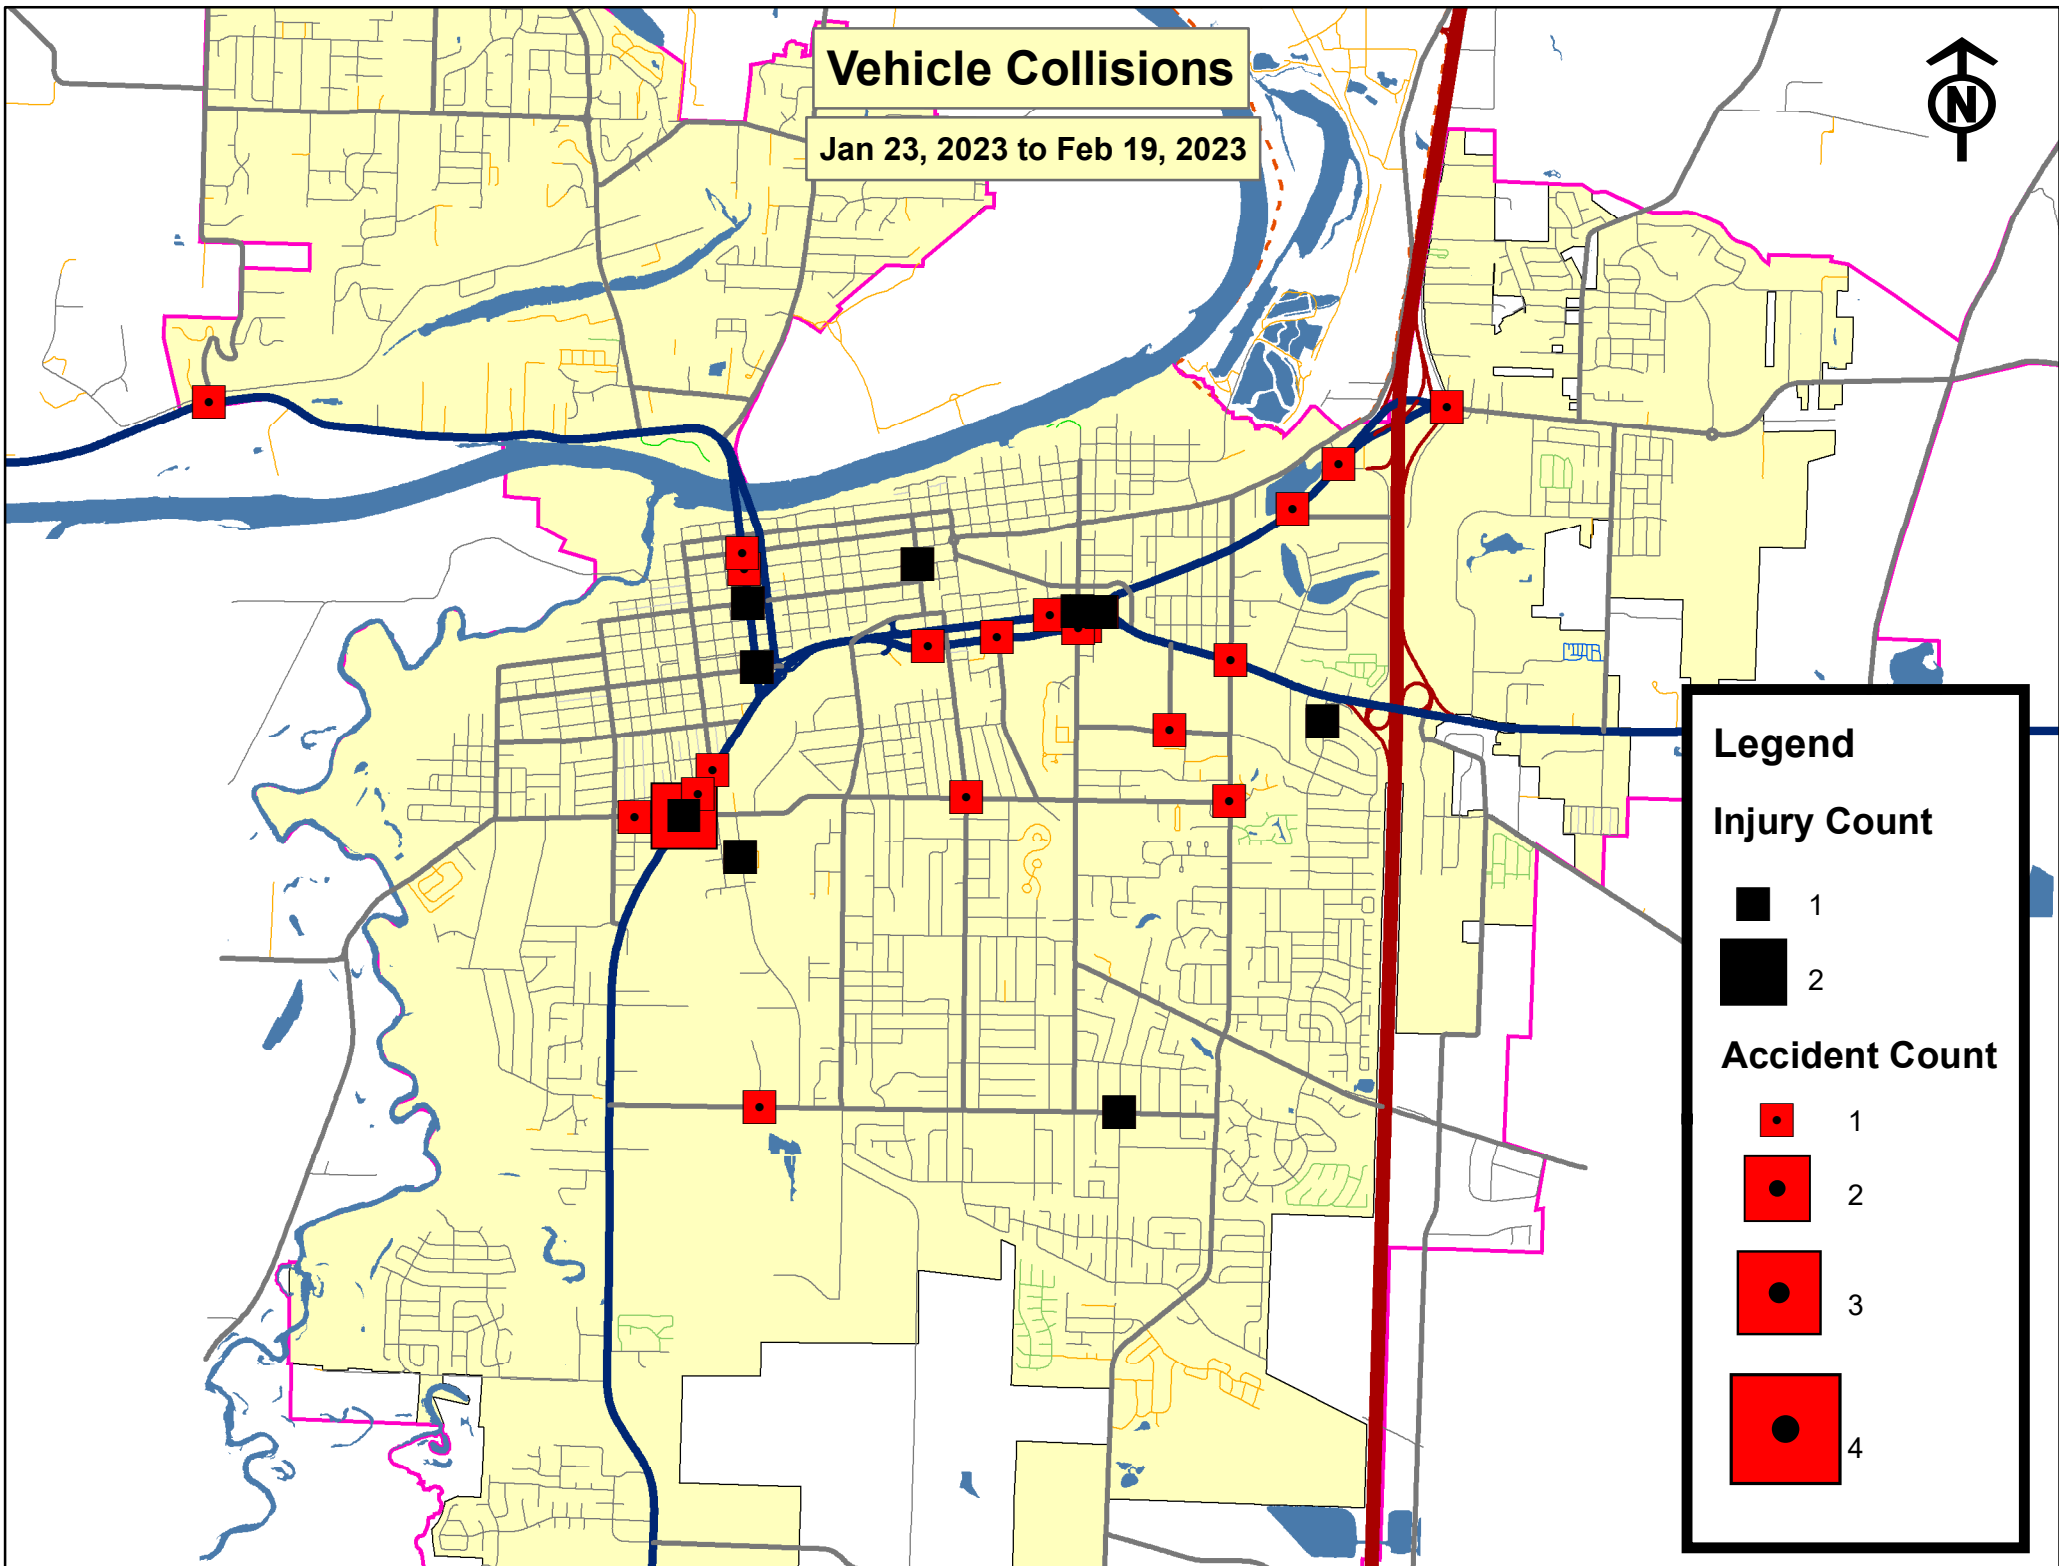 Vehicle Collisions
Jan 23, 2023 to Feb 19, 2023
N
Legend
Injury Count
1
2
Accident Count
1
2
3
4